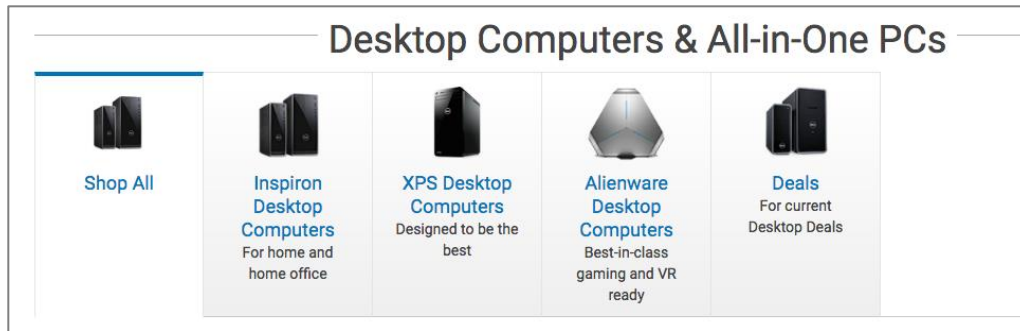 Desktop Computers & All-in-One PCs
Shop All
Inspiron
Desktop
Computers
For home and
home office
XPS Desktop
Computers
Designed to be the
best
Alienware
Desktop
Computers
Best-in-class
gaming and VR
ready
Deals
For current
Desktop Deals